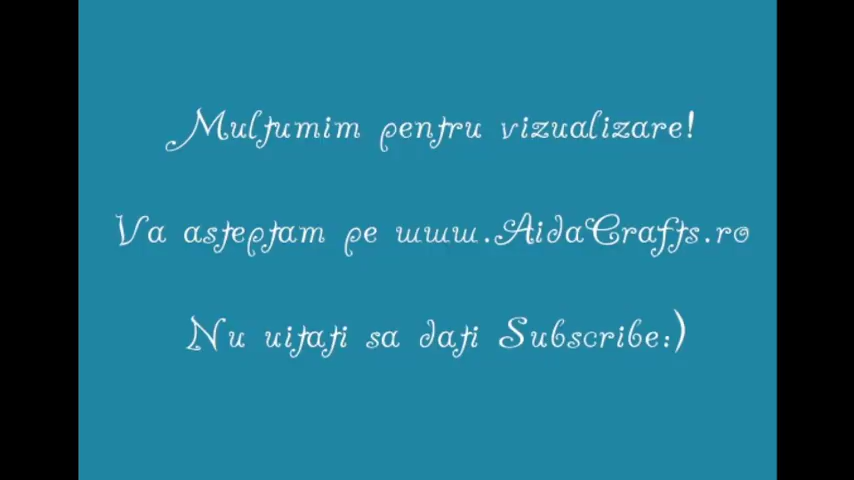 Multumim pentru vizualizare!
Va asteptam pe www.AidaCrafts.ro
Nu uitati sa dati Subscribe:)